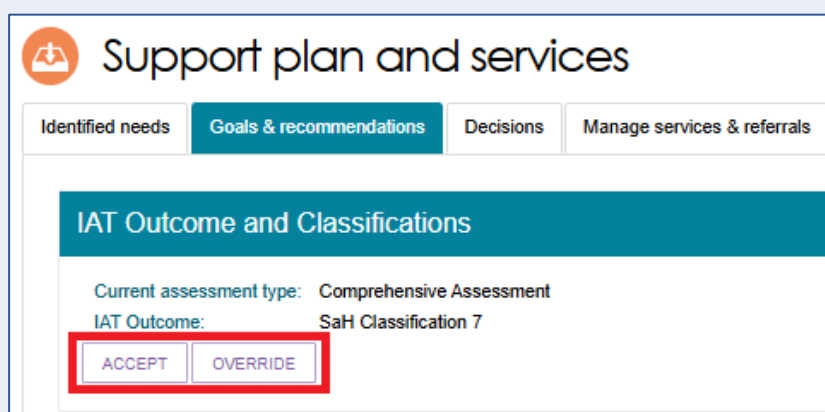 Support plan and services
Identified needs Goals & recommendations Decisions Manage services & referrals
IAT Outcome and Classifications
Current assessment type: Comprehensive Assessment
IAT Outcome: SaH Classification 7
ACCEPT OVERRIDE